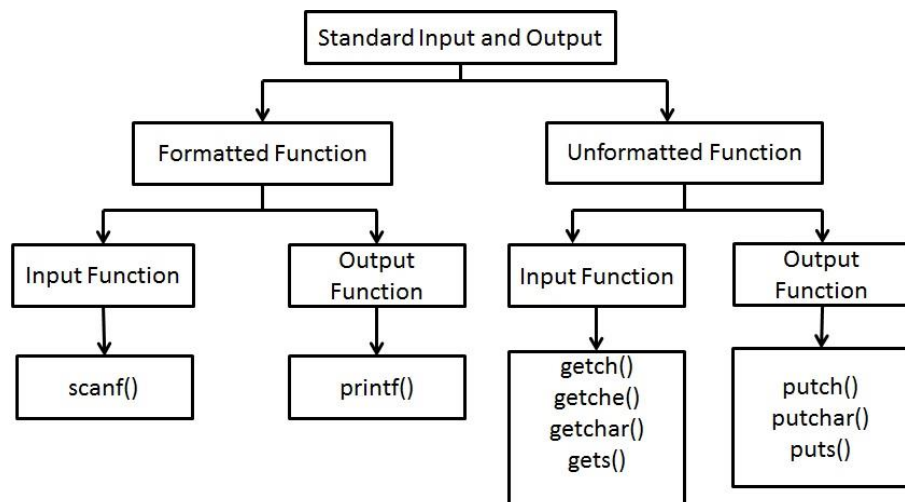 Standard Input and Output
Formatted Function
Unformatted Function
Input Function
Output
Function
Input Function
Output
Function
scanf()
printf()
getch()
getche()
getchar()
gets()
putch()
putchar()
puts()